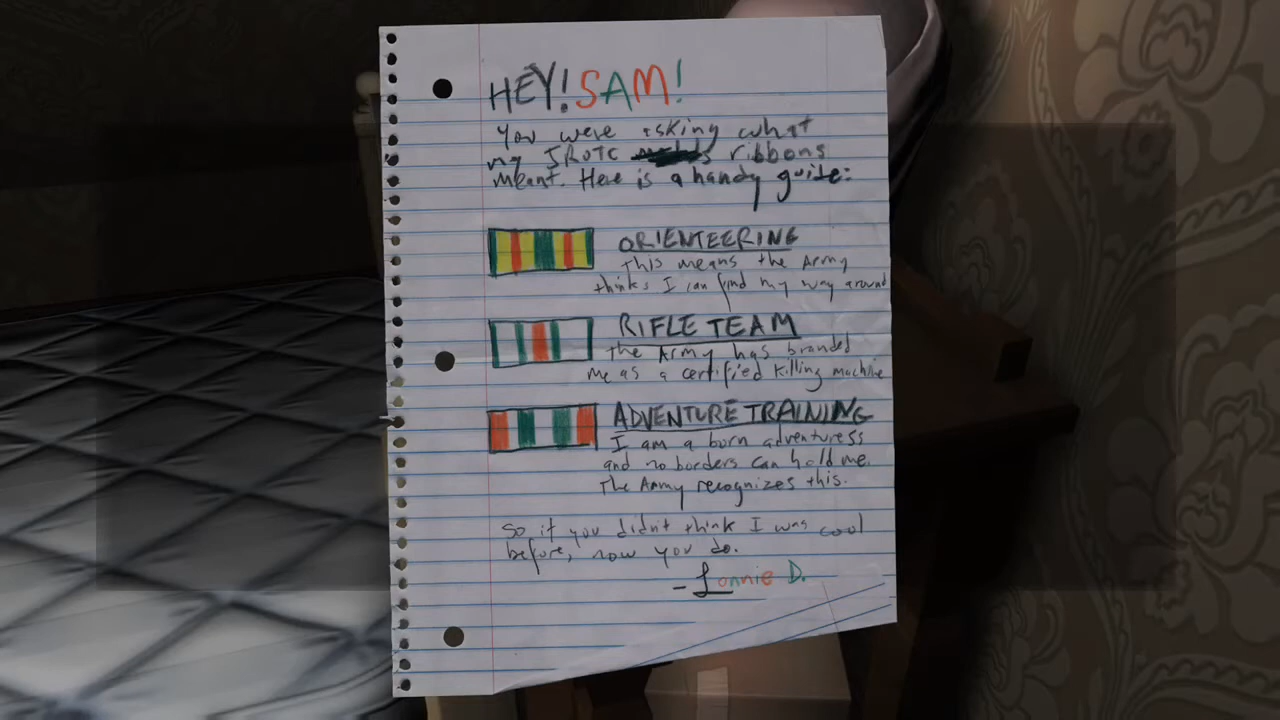 HEY! SAM!
You were asking what
my JROTC ribbons
meant. Here is a handy guide:
ORIENTEERING
This means the Army
thinks I can find my way around
RIFLE TEAM
The Army has branded
me as a certified killing machine
ADVENTURE TRAINING
I am a born adventuress
and no borders can hold me.
The Army recognizes this.
So if you didn't think I was cool
before, now you do.
- Lonnie D.